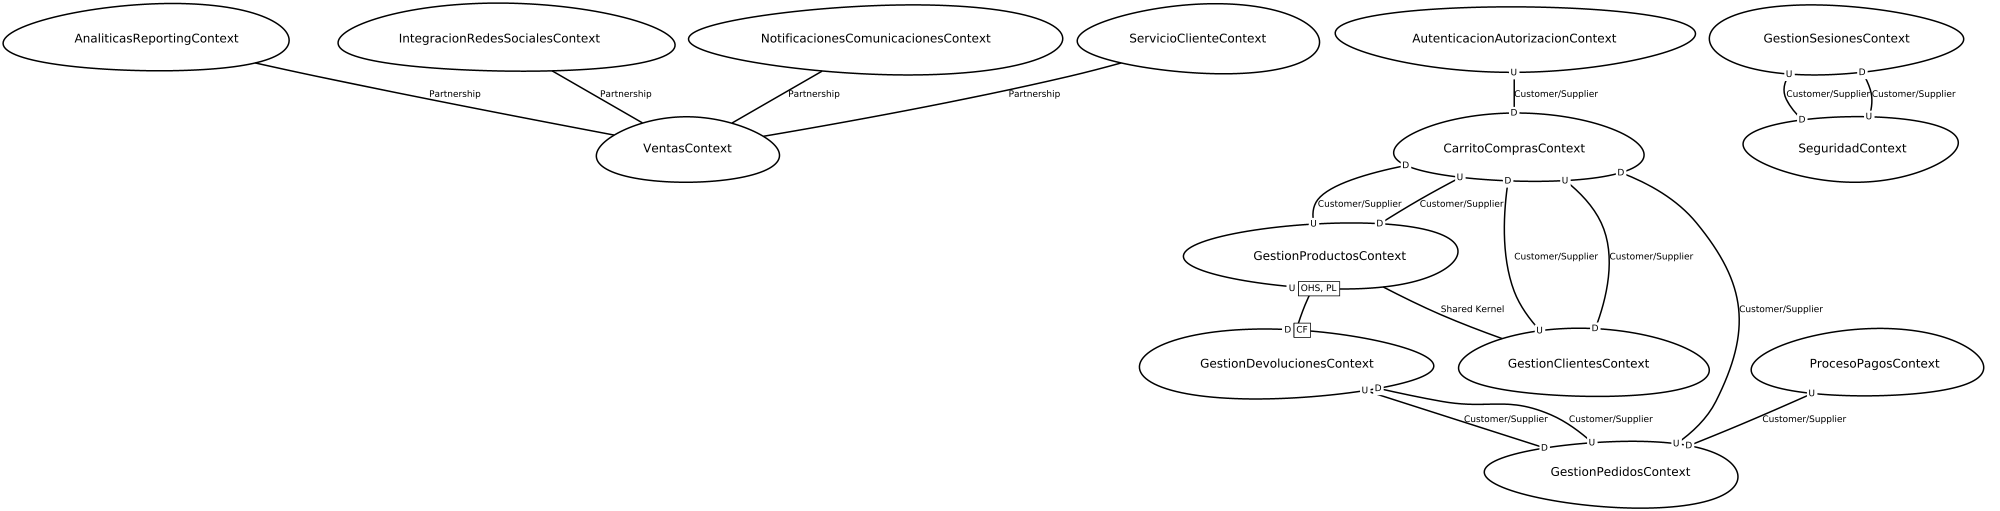 AnaliticasReportingContext
IntegracionRedesSocialesContext
NotificacionesComunicacionesContext
ServicioClienteContext
AutenticacionAutorizacionContext
GestionSesionesContext
U
U
D
Partnership
Partnership
Partnership
Partnership
Customer/Supplier
Customer/Supplier
Customer/Supplier
D
D
U
VentasContext
CarritoComprasContext
SeguridadContext
D
U
D
U
D
Customer/Supplier
Customer/Supplier
U
D
GestionProductosContext
Customer/Supplier
Customer/Supplier
U
OHS, PL
Shared Kernel
Customer/Supplier
D
CF
U
D
GestionDevolucionesContext
GestionClientesContext
ProcesoPagosContext
U
D
U
Customer/Supplier
Customer/Supplier
Customer/Supplier
D
U
U
D
GestionPedidosContext